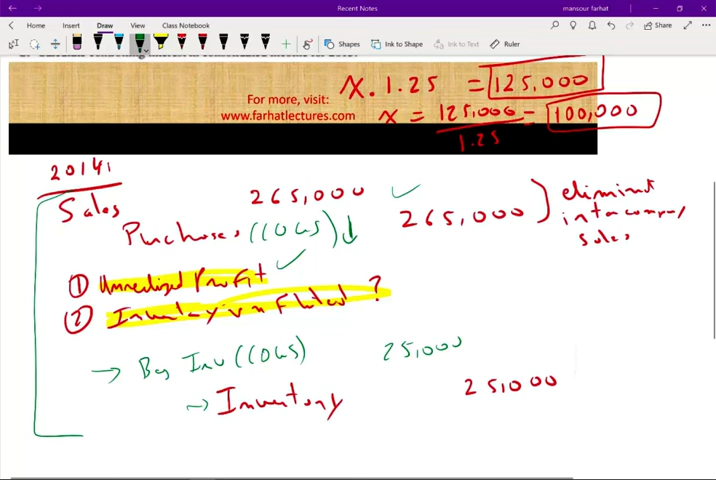 Recent Notes
mansour farhat
Home Insert Draw View Class Notebook
Share
Shapes Ink to Shape Ink to Text Ruler
For more, visit:
www.farhatlectures.com
x . 1.25 = 125,000
x = 125,000 / 1.25 = 100,000
2014:
Sales 265,000
Purchases (COGS) ↓ 265,000
eliminat
intercompany
sales
① Unrealized Profit
② Inventory is inflated ?
→ Beg Inv (COGS) 25,000
→ Inventory 25,000